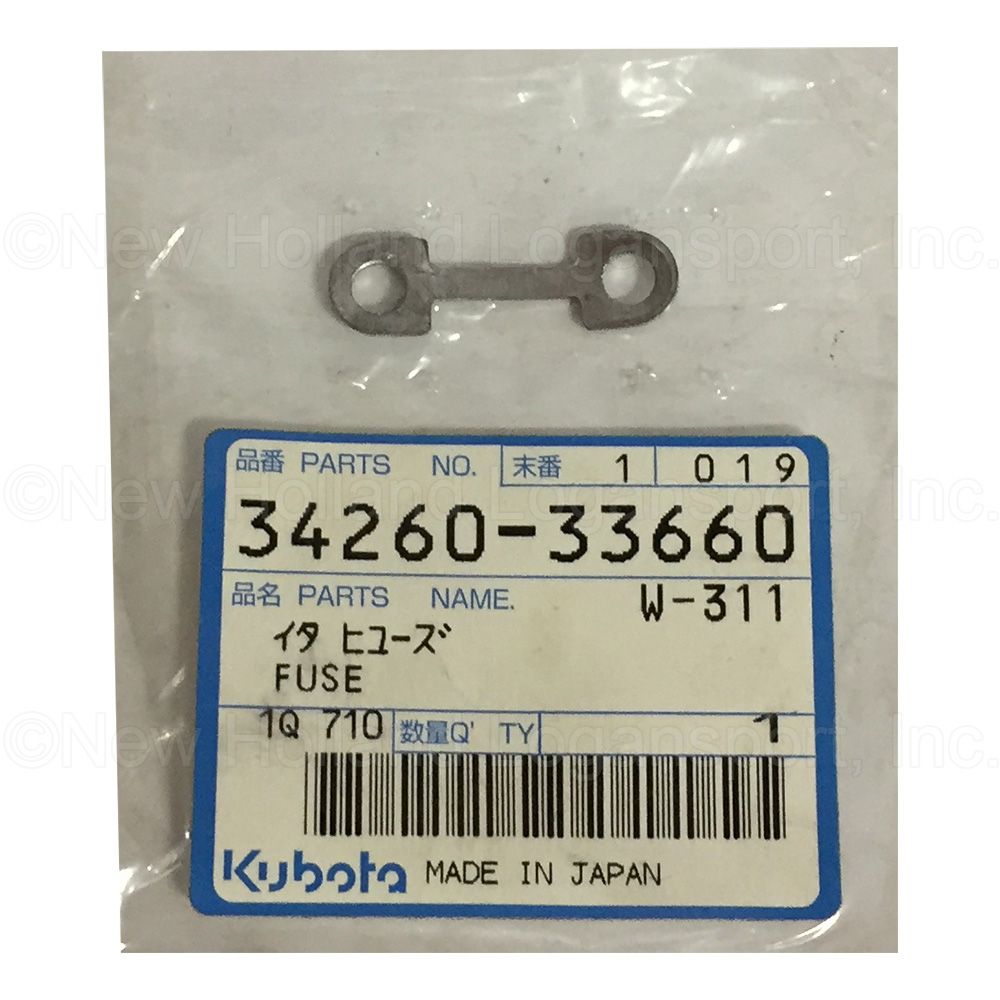 ©New Holland Logansport, Inc.
品番 PARTS NO. 末番 1 019
©New Holland Logansport, Inc.
34260-33660
品名 PARTS NAME. W-311
イタ ヒューズ
FUSE
1Q 710 数量Q' TY 1
©New Holland Logansport, Inc.
Kubota MADE IN JAPAN